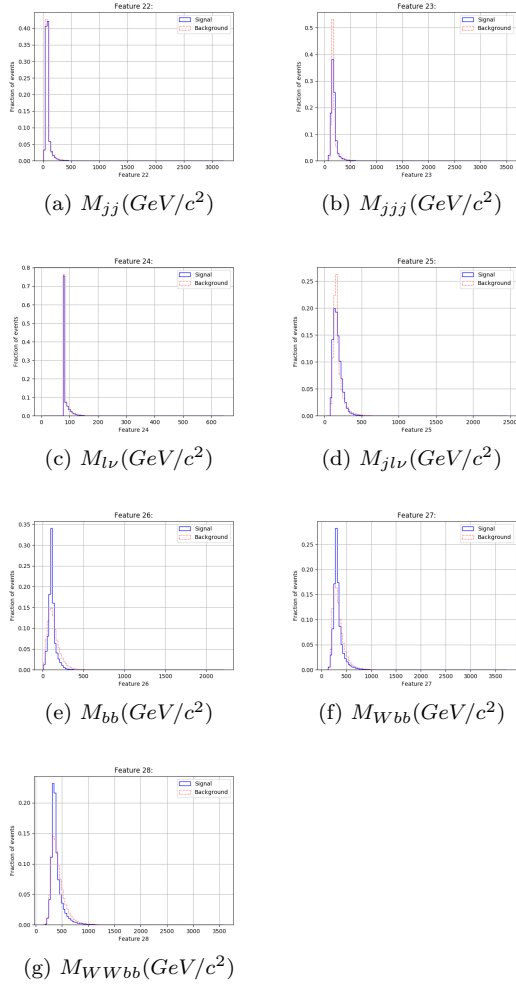 Feature 22:
Signal
Background
Fraction of events
0.40
0.35
0.30
0.25
0.20
0.15
0.10
0.05
0.00
0 500 1000 1500 2000 2500 3000
Feature 22
(a) M_{jj}(GeV/c^2)
Feature 23:
Signal
Background
Fraction of events
0.5
0.4
0.3
0.2
0.1
0.0
0 500 1000 1500 2000 2500 3000 3500
Feature 23
(b) M_{jjj}(GeV/c^2)
Feature 24:
Signal
Background
Fraction of events
0.8
0.7
0.6
0.5
0.4
0.3
0.2
0.1
0.0
0 100 200 300 400 500 600
Feature 24
(c) M_{lν}(GeV/c^2)
Feature 25:
Signal
Background
Fraction of events
0.25
0.20
0.15
0.10
0.05
0.00
0 500 1000 1500 2000 2500
Feature 25
(d) M_{jlν}(GeV/c^2)
Feature 26:
Signal
Background
Fraction of events
0.35
0.30
0.25
0.20
0.15
0.10
0.05
0.00
0 500 1000 1500 2000
Feature 26
(e) M_{bb}(GeV/c^2)
Feature 27:
Signal
Background
Fraction of events
0.25
0.20
0.15
0.10
0.05
0.00
0 500 1000 1500 2000 2500 3000 3500
Feature 27
(f) M_{Wbb}(GeV/c^2)
Feature 28:
Signal
Background
Fraction of events
0.20
0.15
0.10
0.05
0.00
0 500 1000 1500 2000 2500 3000 3500
Feature 28
(g) M_{WWbb}(GeV/c^2)